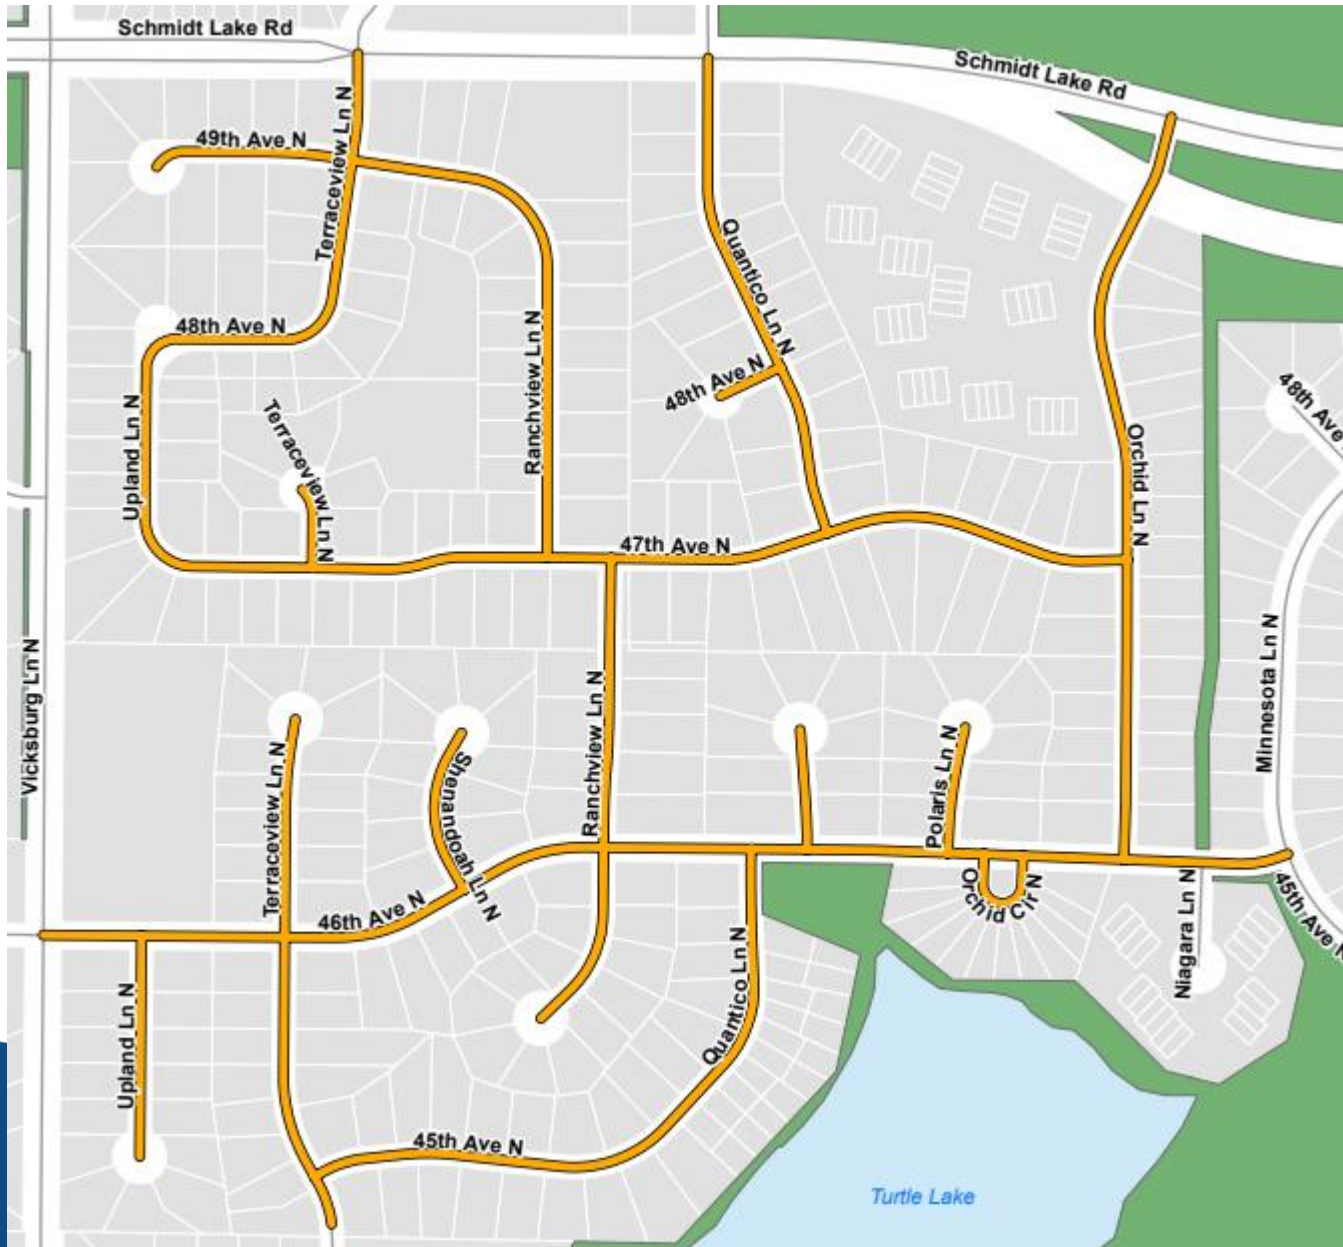 Schmidt Lake Rd
Schmidt Lake Rd
49th Ave N
Terraceview Ln N
Quantico Ln N
48th Ave N
Ranchview Ln N
48th Ave N
48th Ave
Upland Ln N
Terraceview Ln N
Orchid Ln N
47th Ave N
Vicksburg Ln N
Minnesota Ln N
Ranchview Ln N
Terraceview Ln N
Shenandoah Ln N
Polaris Ln N
Orchid Cir N
46th Ave N
Niagara Ln N
45th Ave N
Quantico Ln N
Upland Ln N
45th Ave N
Turtle Lake